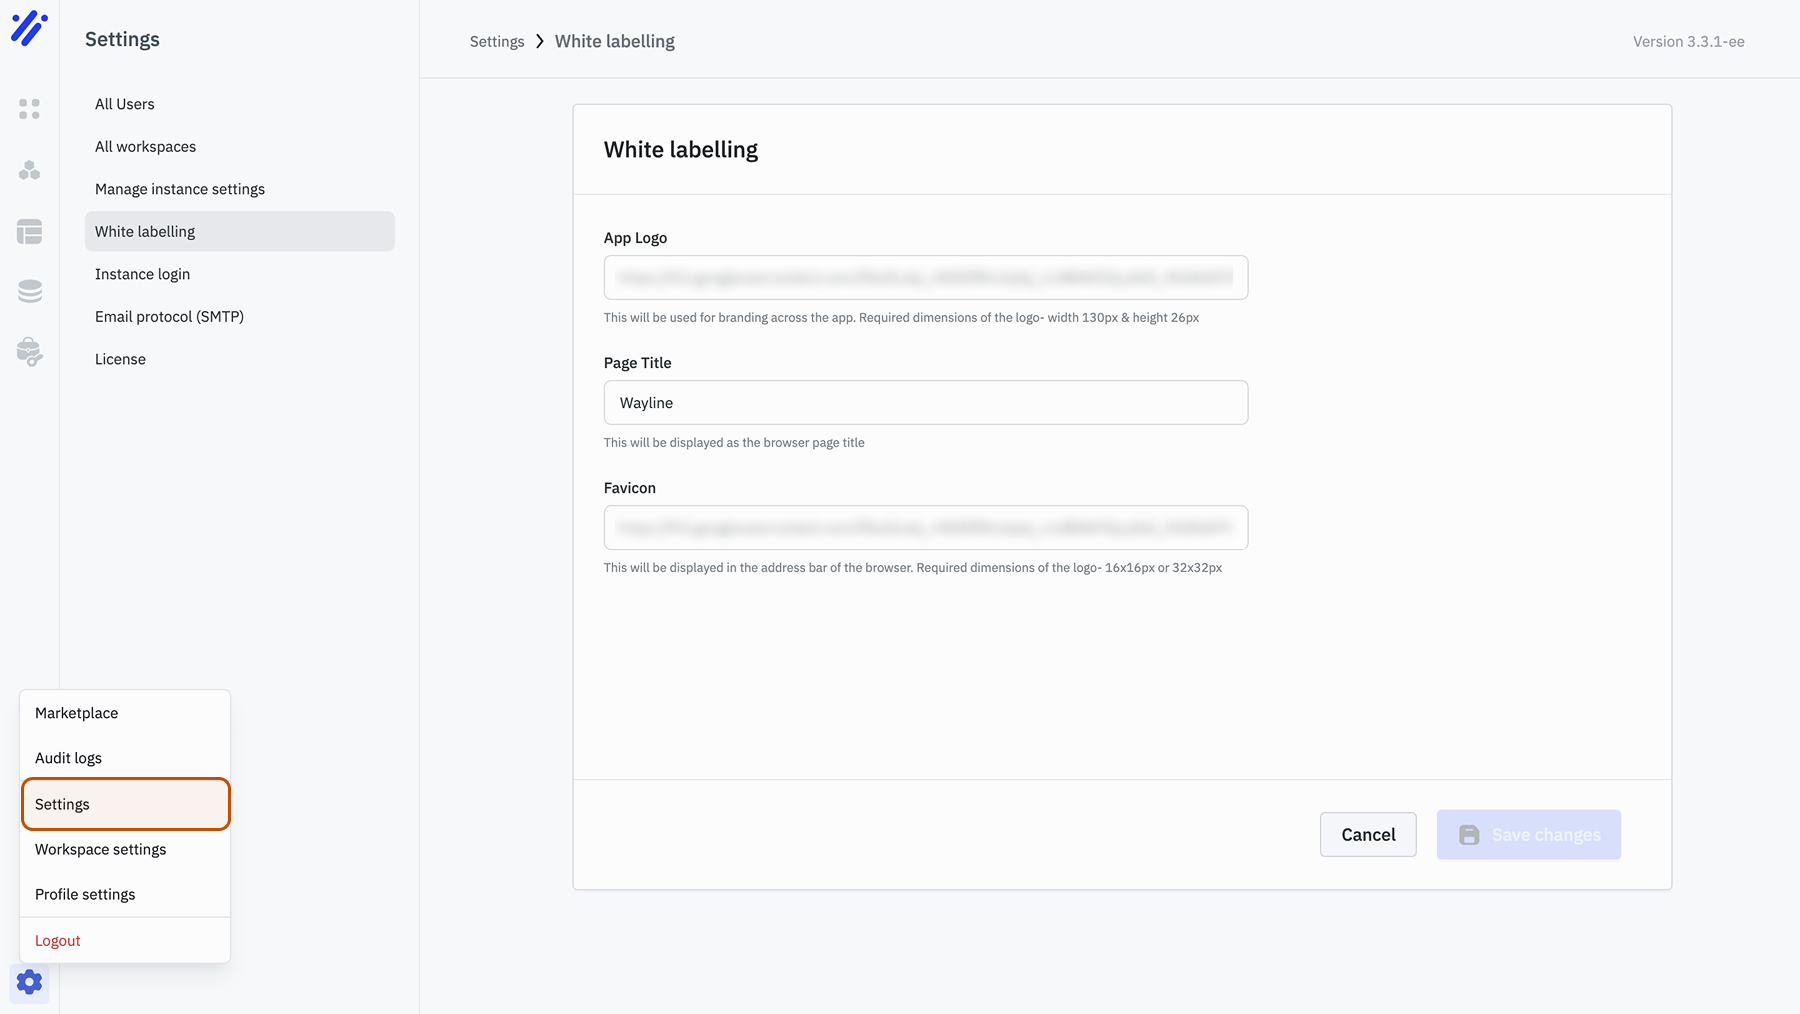 Settings
Settings > White labelling
Version 3.3.1-ee
All Users
All workspaces
Manage instance settings
White labelling
Instance login
Email protocol (SMTP)
License
White labelling
App Logo
This will be used for branding across the app. Required dimensions of the logo- width 130px & height 26px
Page Title
Wayline
This will be displayed as the browser page title
Favicon
This will be displayed in the address bar of the browser. Required dimensions of the logo- 16x16px or 32x32px
Cancel
Save changes
Marketplace
Audit logs
Settings
Workspace settings
Profile settings
Logout